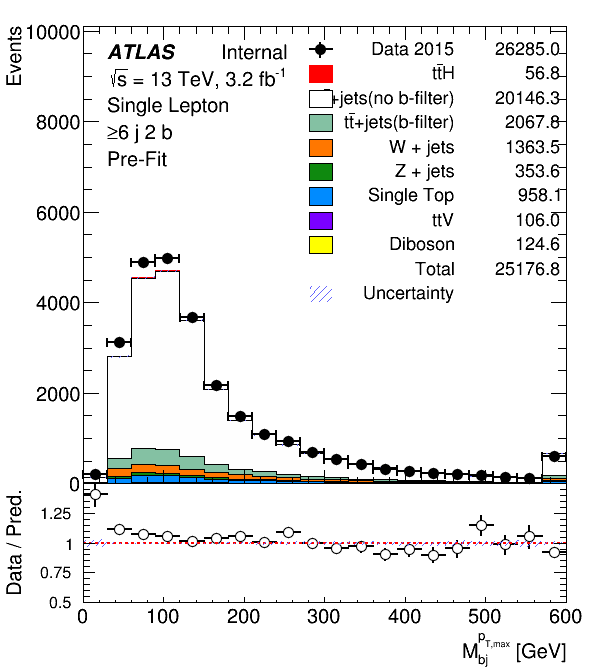 Events
10000
8000
6000
4000
2000
0
ATLAS Internal
√s = 13 TeV, 3.2 fb⁻¹
Single Lepton
≥6 j 2 b
Pre-Fit
Data 2015 26285.0
tt̄H 56.8
+jets(no b-filter) 20146.3
tt̄+jets(b-filter) 2067.8
W + jets 1363.5
Z + jets 353.6
Single Top 958.1
ttV 106.0
Diboson 124.6
Total 25176.8
Uncertainty
Data / Pred.
1.25
1
0.75
0.5
0 100 200 300 400 500 600
M_bj^p_T,max [GeV]